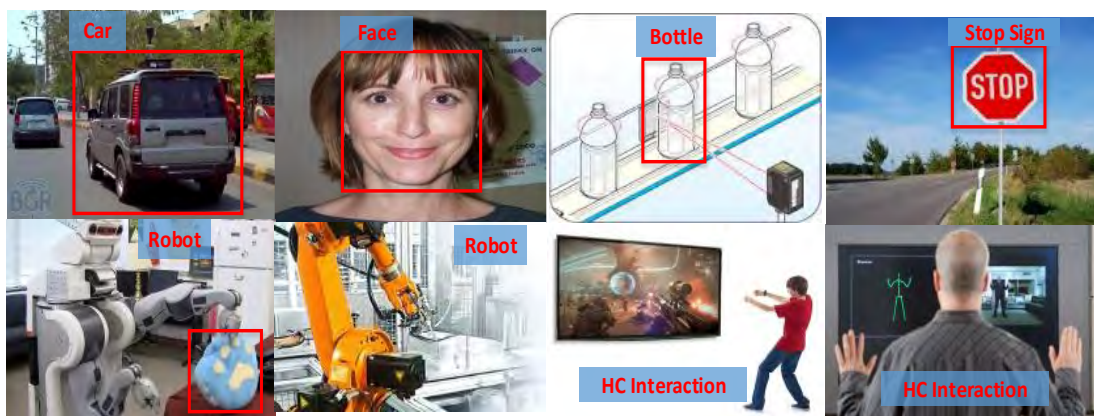 Car
Face
Bottle
Stop Sign
STOP
BGR
Robot
Robot
HC Interaction
HC Interaction